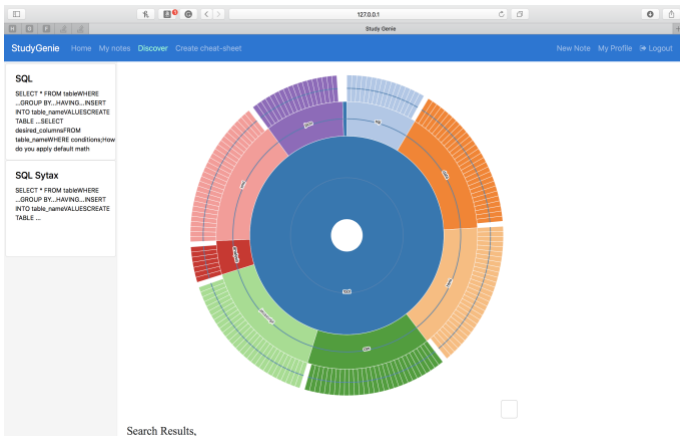 127.0.0.1
Study Genie
StudyGenie Home My notes Discover Create cheat-sheet New Note My Profile Logout
SQL
SELECT * FROM tableWHERE
...GROUP BY...HAVING...INSERT
INTO table_nameVALUESCREATE
TABLE ...SELECT
desired_columnsFROM
table_nameWHERE conditions;How
do you apply default math
SQL Sytax
SELECT * FROM tableWHERE
...GROUP BY...HAVING...INSERT
INTO table_nameVALUESCREATE
TABLE ...
Search Results,